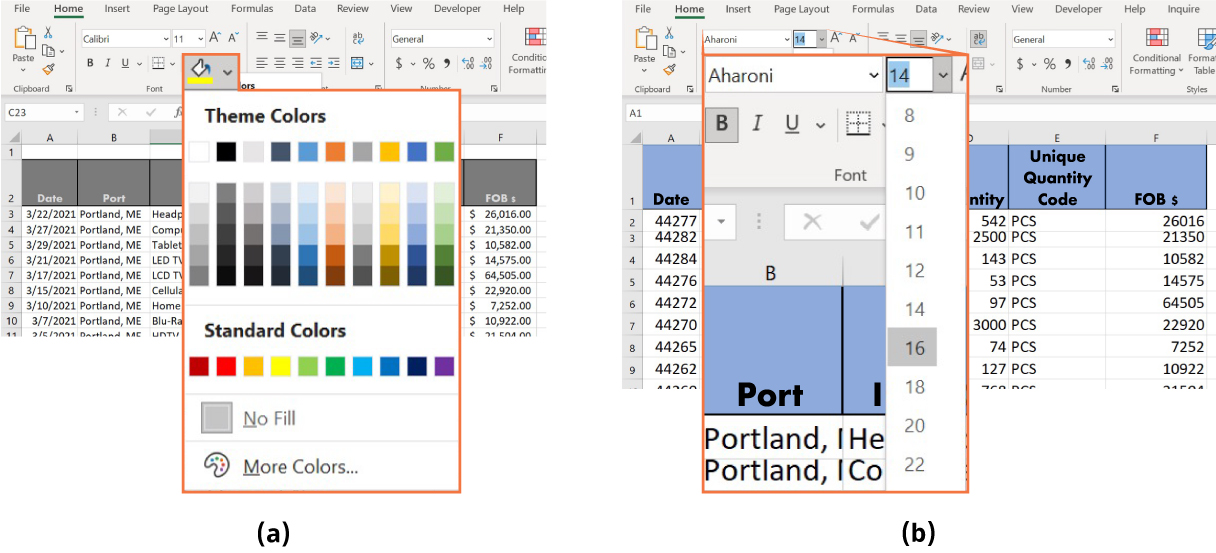 File Home Insert Page Layout Formulas Data Review View Developer Help
Calibri 11 A A General
Paste B I U $ % 9
Conditio
Formatting
Clipboard Font Number
ors
C23
A B F
1
2 Date Port FOB $
3 3/22/2021 Portland, ME Headp $ 26,016.00
4 3/27/2021 Portland, ME Compu $ 21,350.00
5 3/29/2021 Portland, ME Tablet $ 10,582.00
6 3/21/2021 Portland, ME LED TV $ 14,575.00
7 3/17/2021 Portland, ME LCD TV $ 64,505.00
8 3/15/2021 Portland, ME Cellula $ 22,920.00
9 3/10/2021 Portland, ME Home $ 7,252.00
10 3/7/2021 Portland, ME Blu-Ra $ 10,922.00
11 3/5/2021 Portland, ME HDTV $ 21,504.00
Theme Colors
Standard Colors
No Fill
More Colors...
(a)
File Home Insert Page Layout Formulas Data Review View Developer Help Inquire
Aharoni 14 A A ab General
Paste $ % 9
Conditional Format
Formatting Table
Clipboard Number Styles
A1
A D E F
1 Date ntity Unique
Quantity
Code FOB $
2 44277 542 PCS 26016
3 44282 2500 PCS 21350
4 44284 143 PCS 10582
5 44276 53 PCS 14575
6 44272 97 PCS 64505
7 44270 3000 PCS 22920
8 44265 74 PCS 7252
9 44262 127 PCS 10922
44260 768 PCS 21504
Aharoni 14 A
B I U
Font
B
Port I
Portland, I He
Portland, I Co
8
9
10
11
12
14
16
18
20
22
(b)